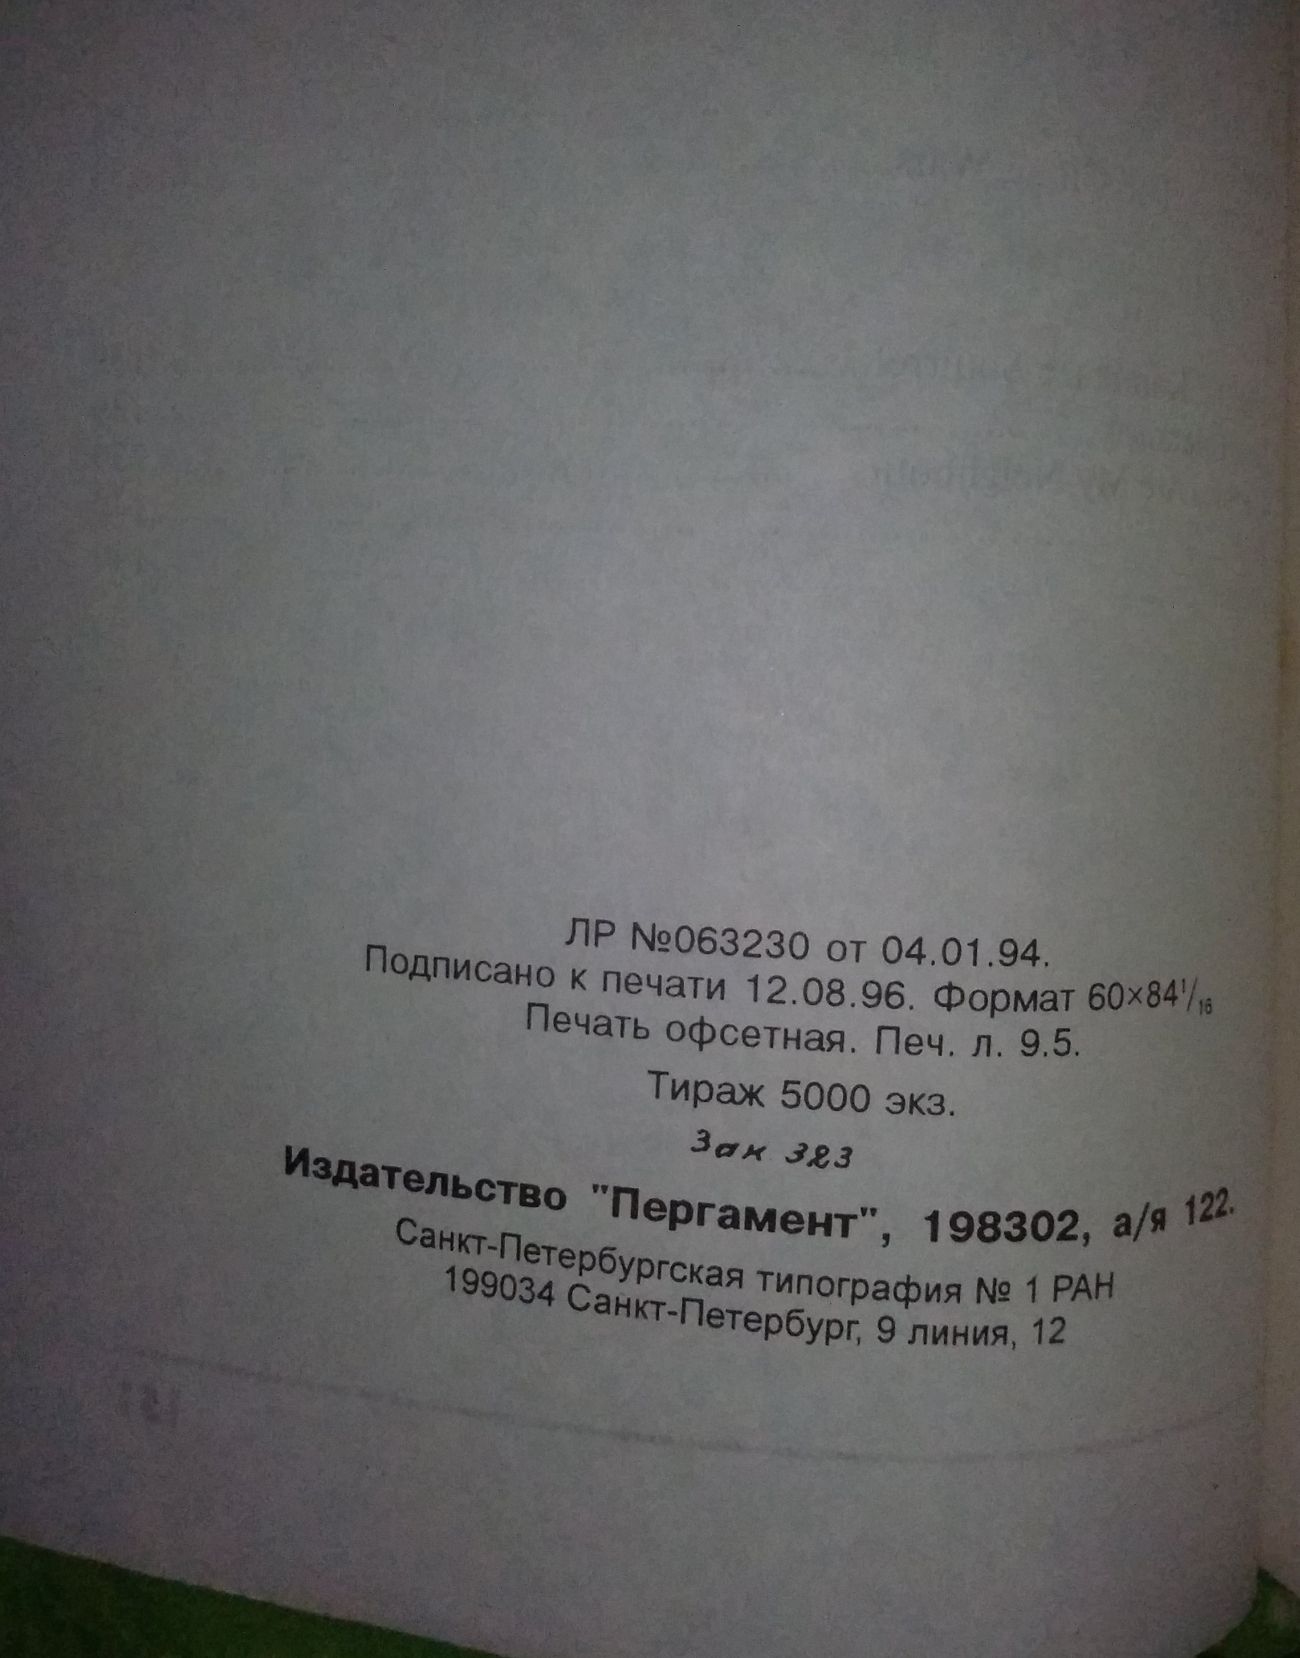 ЛР №063230 от 04.01.94.
Подписано к печати 12.08.96. Формат 60×84¹/₁₆
Печать офсетная. Печ. л. 9.5.
Тираж 5000 экз.
Зак 323
Издательство "Пергамент", 198302, а/я 122.
Санкт-Петербургская типография № 1 РАН
199034 Санкт-Петербург, 9 линия, 12